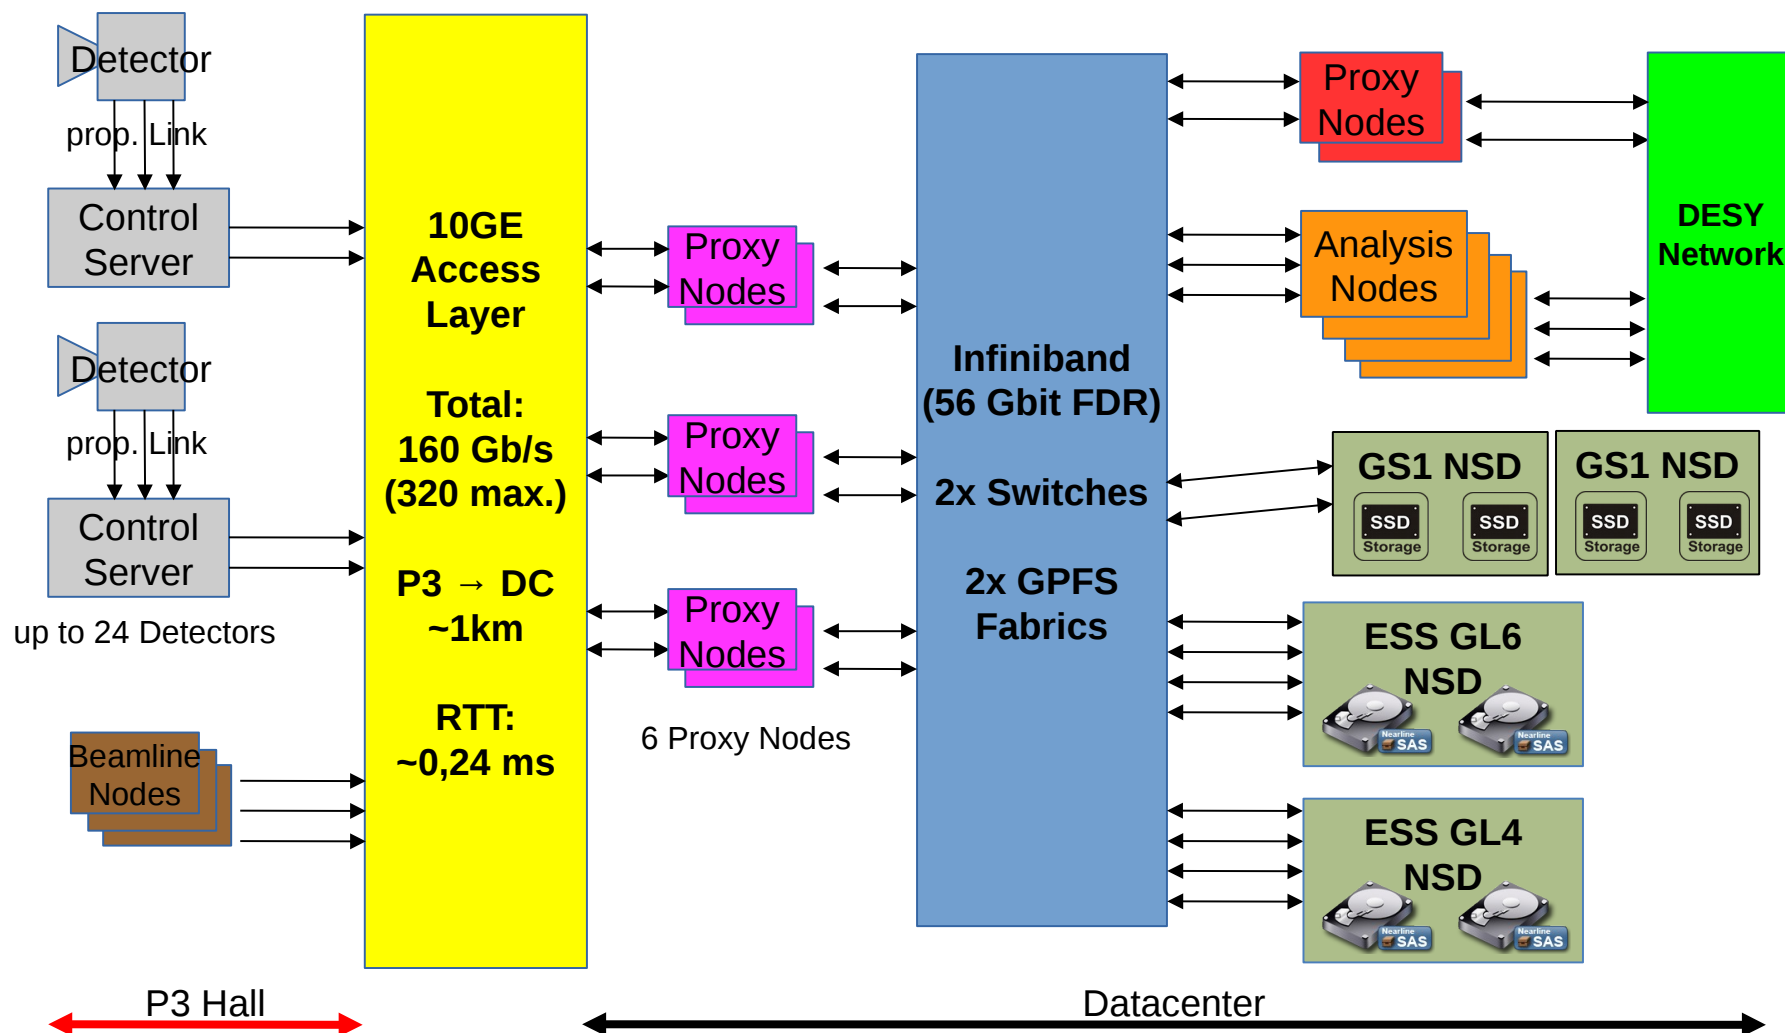 Detector
prop. Link
Control
Server
Detector
prop. Link
Control
Server
up to 24 Detectors
Beamline
Nodes
10GE
Access
Layer
Total:
160 Gb/s
(320 max.)
P3 → DC
~1km
RTT:
~0,24 ms
Proxy
Nodes
Proxy
Nodes
Proxy
Nodes
6 Proxy Nodes
Infiniband
(56 Gbit FDR)
2x Switches
2x GPFS
Fabrics
Proxy
Nodes
Analysis
Nodes
DESY
Network
GS1 NSD
SSD
Storage
SSD
Storage
GS1 NSD
SSD
Storage
SSD
Storage
ESS GL6
NSD
Nearline
SAS
Nearline
SAS
ESS GL4
NSD
Nearline
SAS
Nearline
SAS
P3 Hall
Datacenter